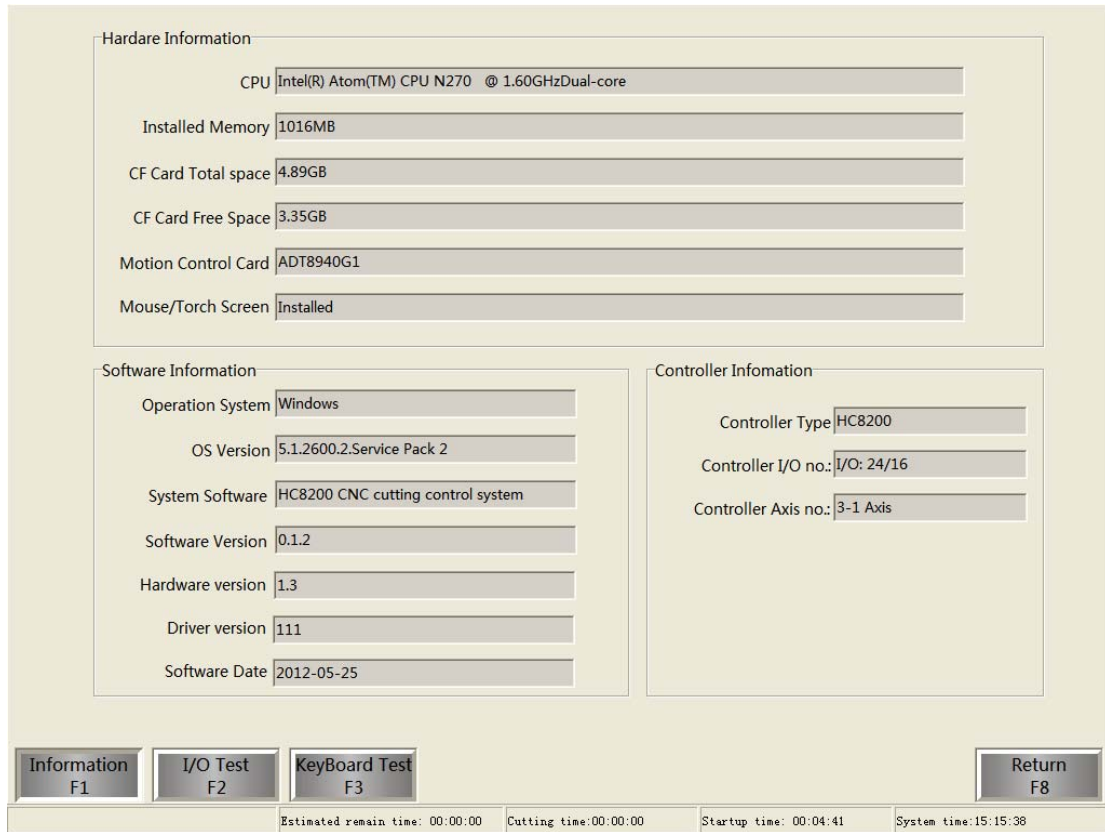 Hardare Information
CPU Intel(R) Atom(TM) CPU N270 @ 1.60GHzDual-core
Installed Memory 1016MB
CF Card Total space 4.89GB
CF Card Free Space 3.35GB
Motion Control Card ADT8940G1
Mouse/Torch Screen Installed
Software Information
Operation System Windows
OS Version 5.1.2600.2.Service Pack 2
System Software HC8200 CNC cutting control system
Software Version 0.1.2
Hardware version 1.3
Driver version 111
Software Date 2012-05-25
Controller Infomation
Controller Type HC8200
Controller I/O no.: I/O: 24/16
Controller Axis no.: 3-1 Axis
Information F1
I/O Test F2
KeyBoard Test F3
Return F8
Estimated remain time: 00:00:00 Cutting time:00:00:00 Startup time: 00:04:41 System time:15:15:38